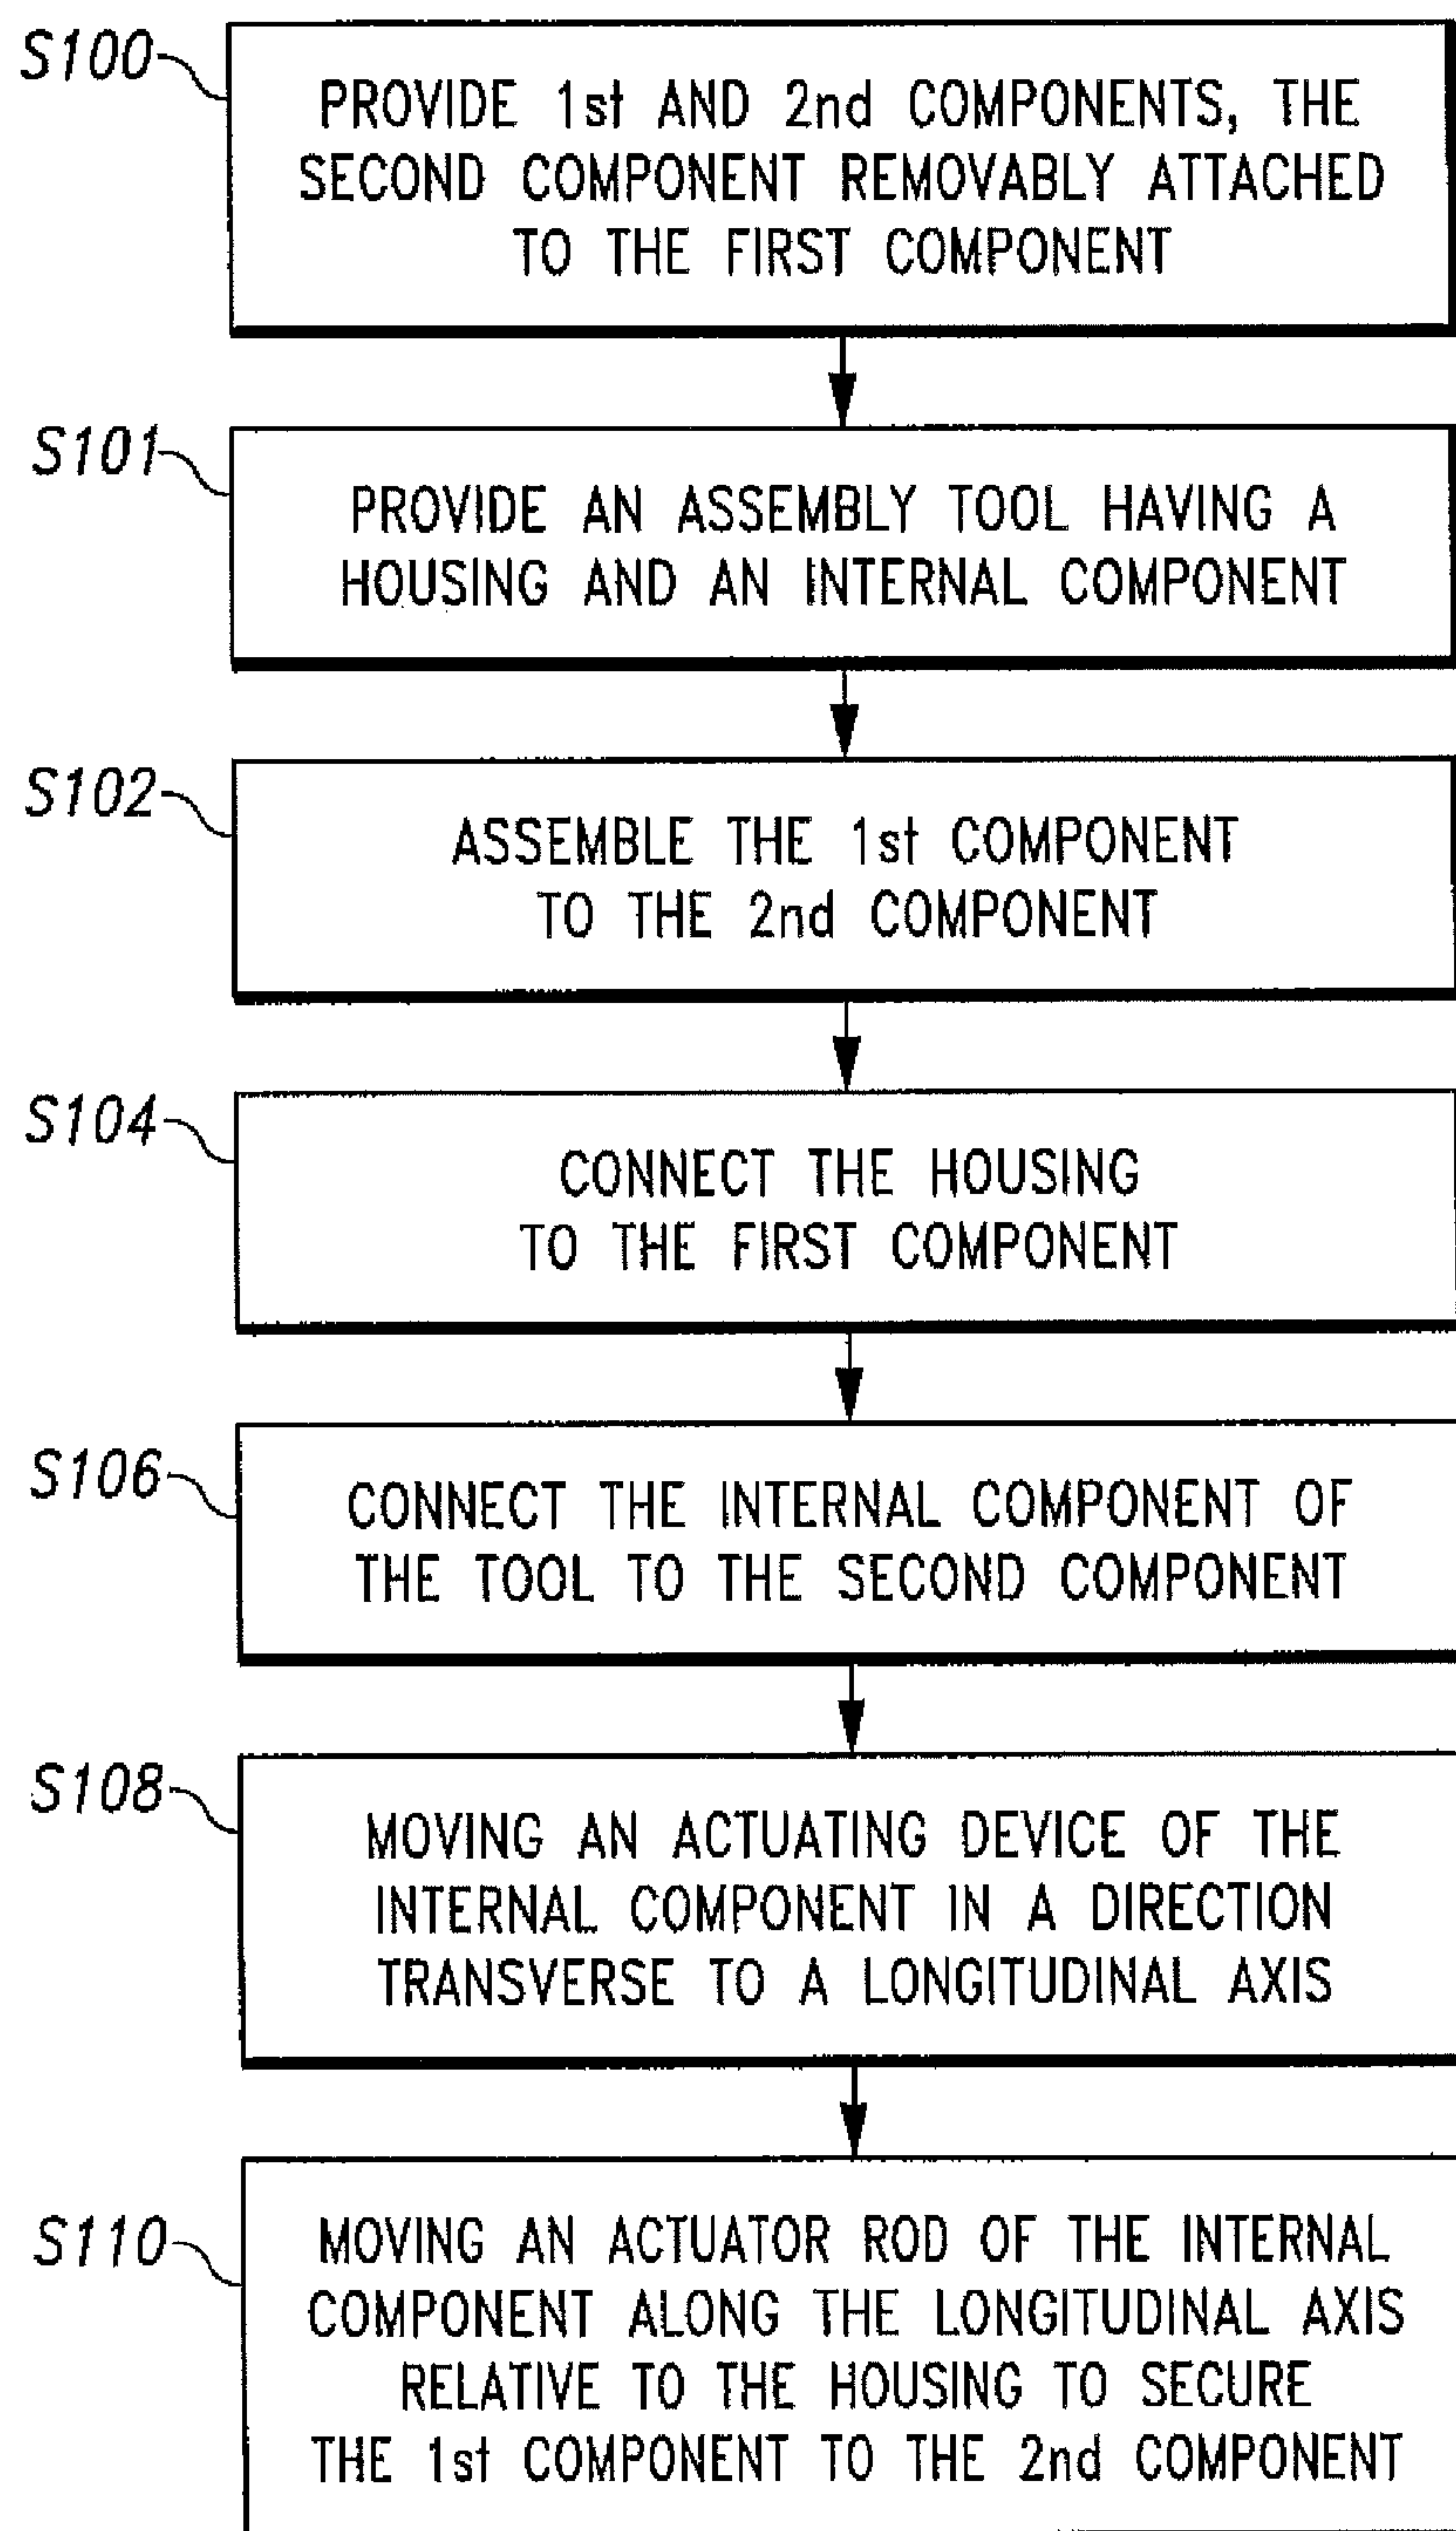 S100
PROVIDE 1st AND 2nd COMPONENTS, THE
SECOND COMPONENT REMOVABLY ATTACHED
TO THE FIRST COMPONENT
S101
PROVIDE AN ASSEMBLY TOOL HAVING A
HOUSING AND AN INTERNAL COMPONENT
S102
ASSEMBLE THE 1st COMPONENT
TO THE 2nd COMPONENT
S104
CONNECT THE HOUSING
TO THE FIRST COMPONENT
S106
CONNECT THE INTERNAL COMPONENT OF
THE TOOL TO THE SECOND COMPONENT
S108
MOVING AN ACTUATING DEVICE OF THE
INTERNAL COMPONENT IN A DIRECTION
TRANSVERSE TO A LONGITUDINAL AXIS
S110
MOVING AN ACTUATOR ROD OF THE INTERNAL
COMPONENT ALONG THE LONGITUDINAL AXIS
RELATIVE TO THE HOUSING TO SECURE
THE 1st COMPONENT TO THE 2nd COMPONENT